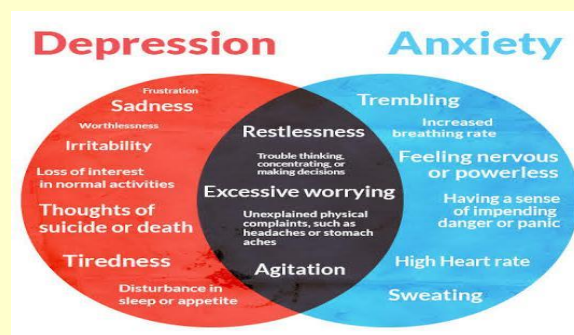 Depression
Anxiety
Frustration
Sadness
Worthlessness
Irritability
Loss of interest
in normal activities
Thoughts of
suicide or death
Tiredness
Disturbance in
sleep or appetite
Restlessness
Trouble thinking,
concentrating, or
making decisions
Excessive worrying
Unexplained physical
complaints, such as
headaches or stomach
aches
Agitation
Trembling
Increased
breathing rate
Feeling nervous
or powerless
Having a sense
of impending
danger or panic
High Heart rate
Sweating